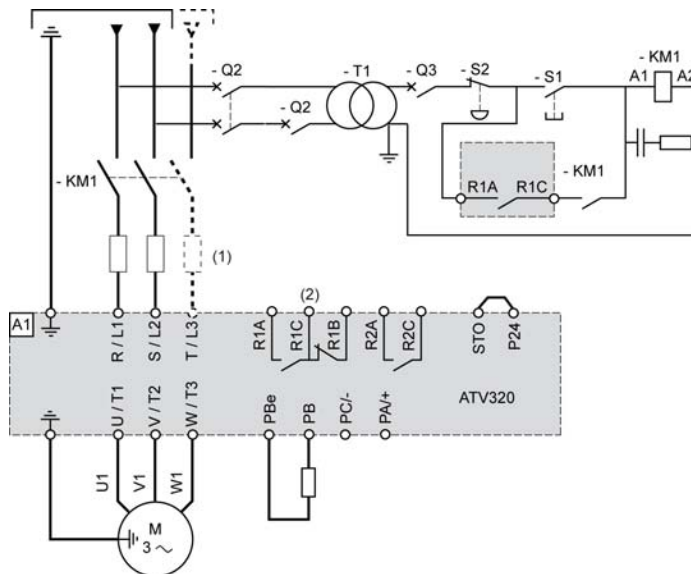 - Q2
- T1
- Q3
- S2
- S1
- KM1
A1
A2
- Q2
- KM1
R1A
R1C
- KM1
(1)
(2)
A1
R / L1
S / L2
T / L3
R1A
R1C
R1B
R2A
R2C
STO
P24
ATV320
U / T1
V / T2
W / T3
PBe
PB
PC/-
PA/+
U1
V1
W1
M
3